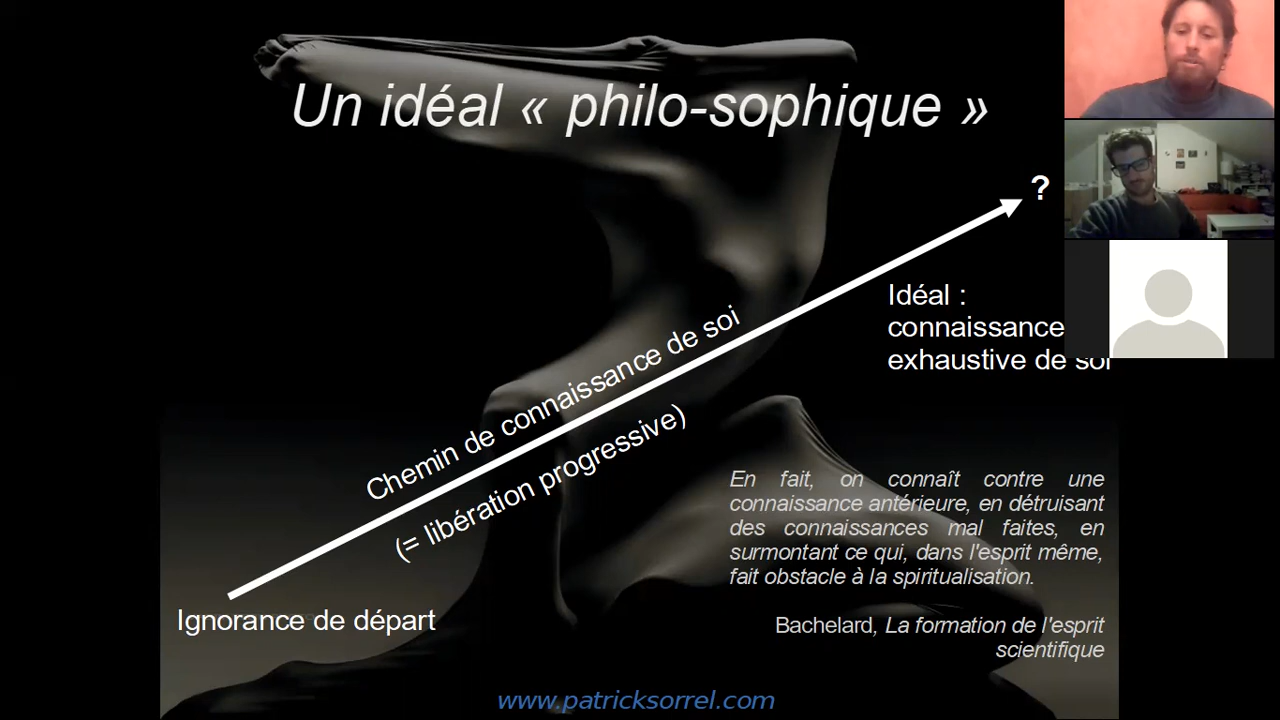 Un idéal « philo-sophique »
?
Idéal :
connaissance
exhaustive de soi
Chemin de connaissance de soi
(= libération progressive)
Ignorance de départ
En fait, on connaît contre une
connaissance antérieure, en détruisant
des connaissances mal faites, en
surmontant ce qui, dans l'esprit même,
fait obstacle à la spiritualisation.
Bachelard, La formation de l'esprit
scientifique
www.patricksorrel.com